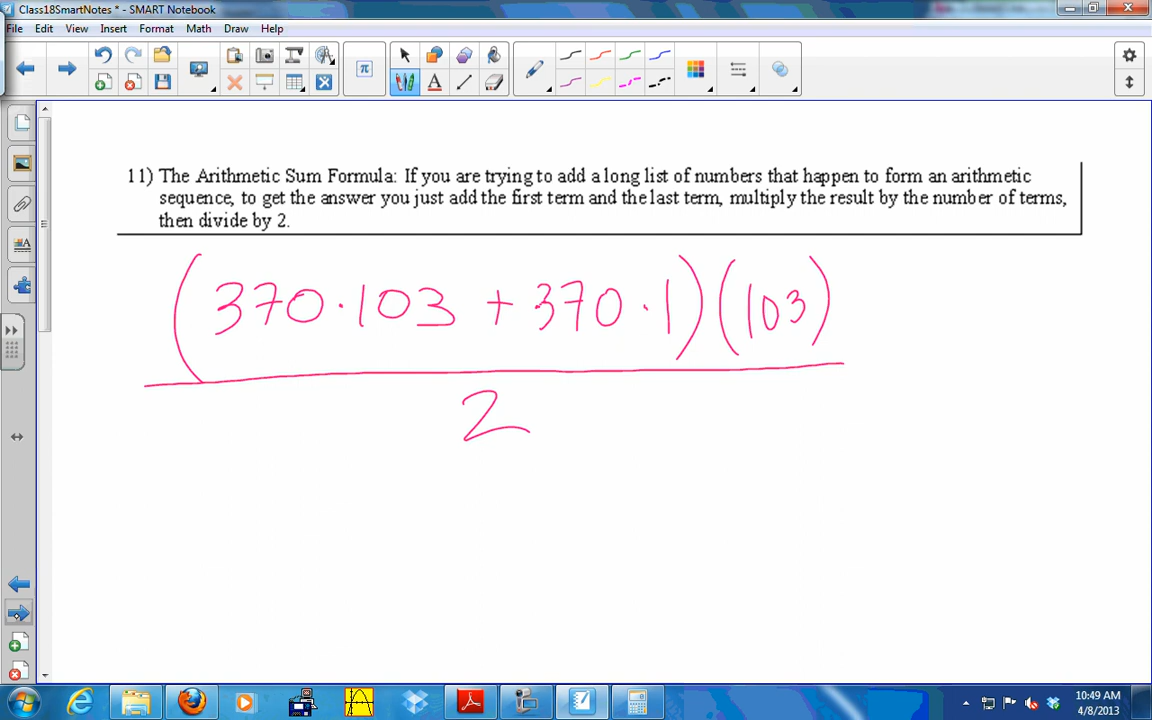 Class18SmartNotes * - SMART Notebook
File Edit View Insert Format Math Draw Help
π
A
11) The Arithmetic Sum Formula: If you are trying to add a long list of numbers that happen to form an arithmetic
sequence, to get the answer you just add the first term and the last term, multiply the result by the number of terms,
then divide by 2.
(370·103 + 370·1)(103)
2
10:49 AM
4/8/2013